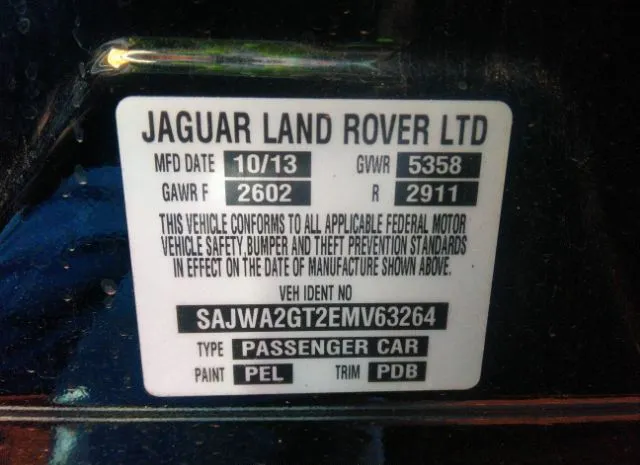 JAGUAR LAND ROVER LTD
MFD DATE 10/13 GVWR 5358
GAWR F 2602 R 2911
THIS VEHICLE CONFORMS TO ALL APPLICABLE FEDERAL MOTOR
VEHICLE SAFETY,BUMPER AND THEFT PREVENTION STANDARDS
IN EFFECT ON THE DATE OF MANUFACTURE SHOWN ABOVE.
VEH IDENT NO
SAJWA2GT2EMV63264
TYPE PASSENGER CAR
PAINT PEL TRIM PDB